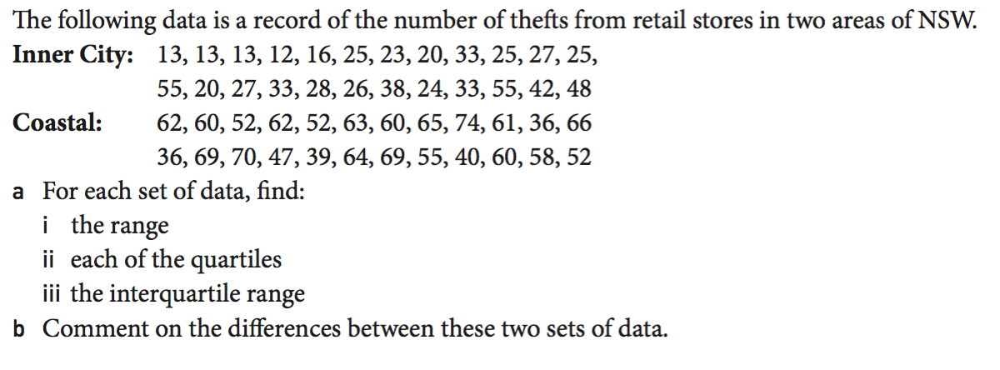 The following data is a record of the number of thefts from retail stores in two areas of NSW.
Inner City: 13, 13, 13, 12, 16, 25, 23, 20, 33, 25, 27, 25,
55, 20, 27, 33, 28, 26, 38, 24, 33, 55, 42, 48
Coastal: 62, 60, 52, 62, 52, 63, 60, 65, 74, 61, 36, 66
36, 69, 70, 47, 39, 64, 69, 55, 40, 60, 58, 52
a For each set of data, find:
i the range
ii each of the quartiles
iii the interquartile range
b Comment on the differences between these two sets of data.